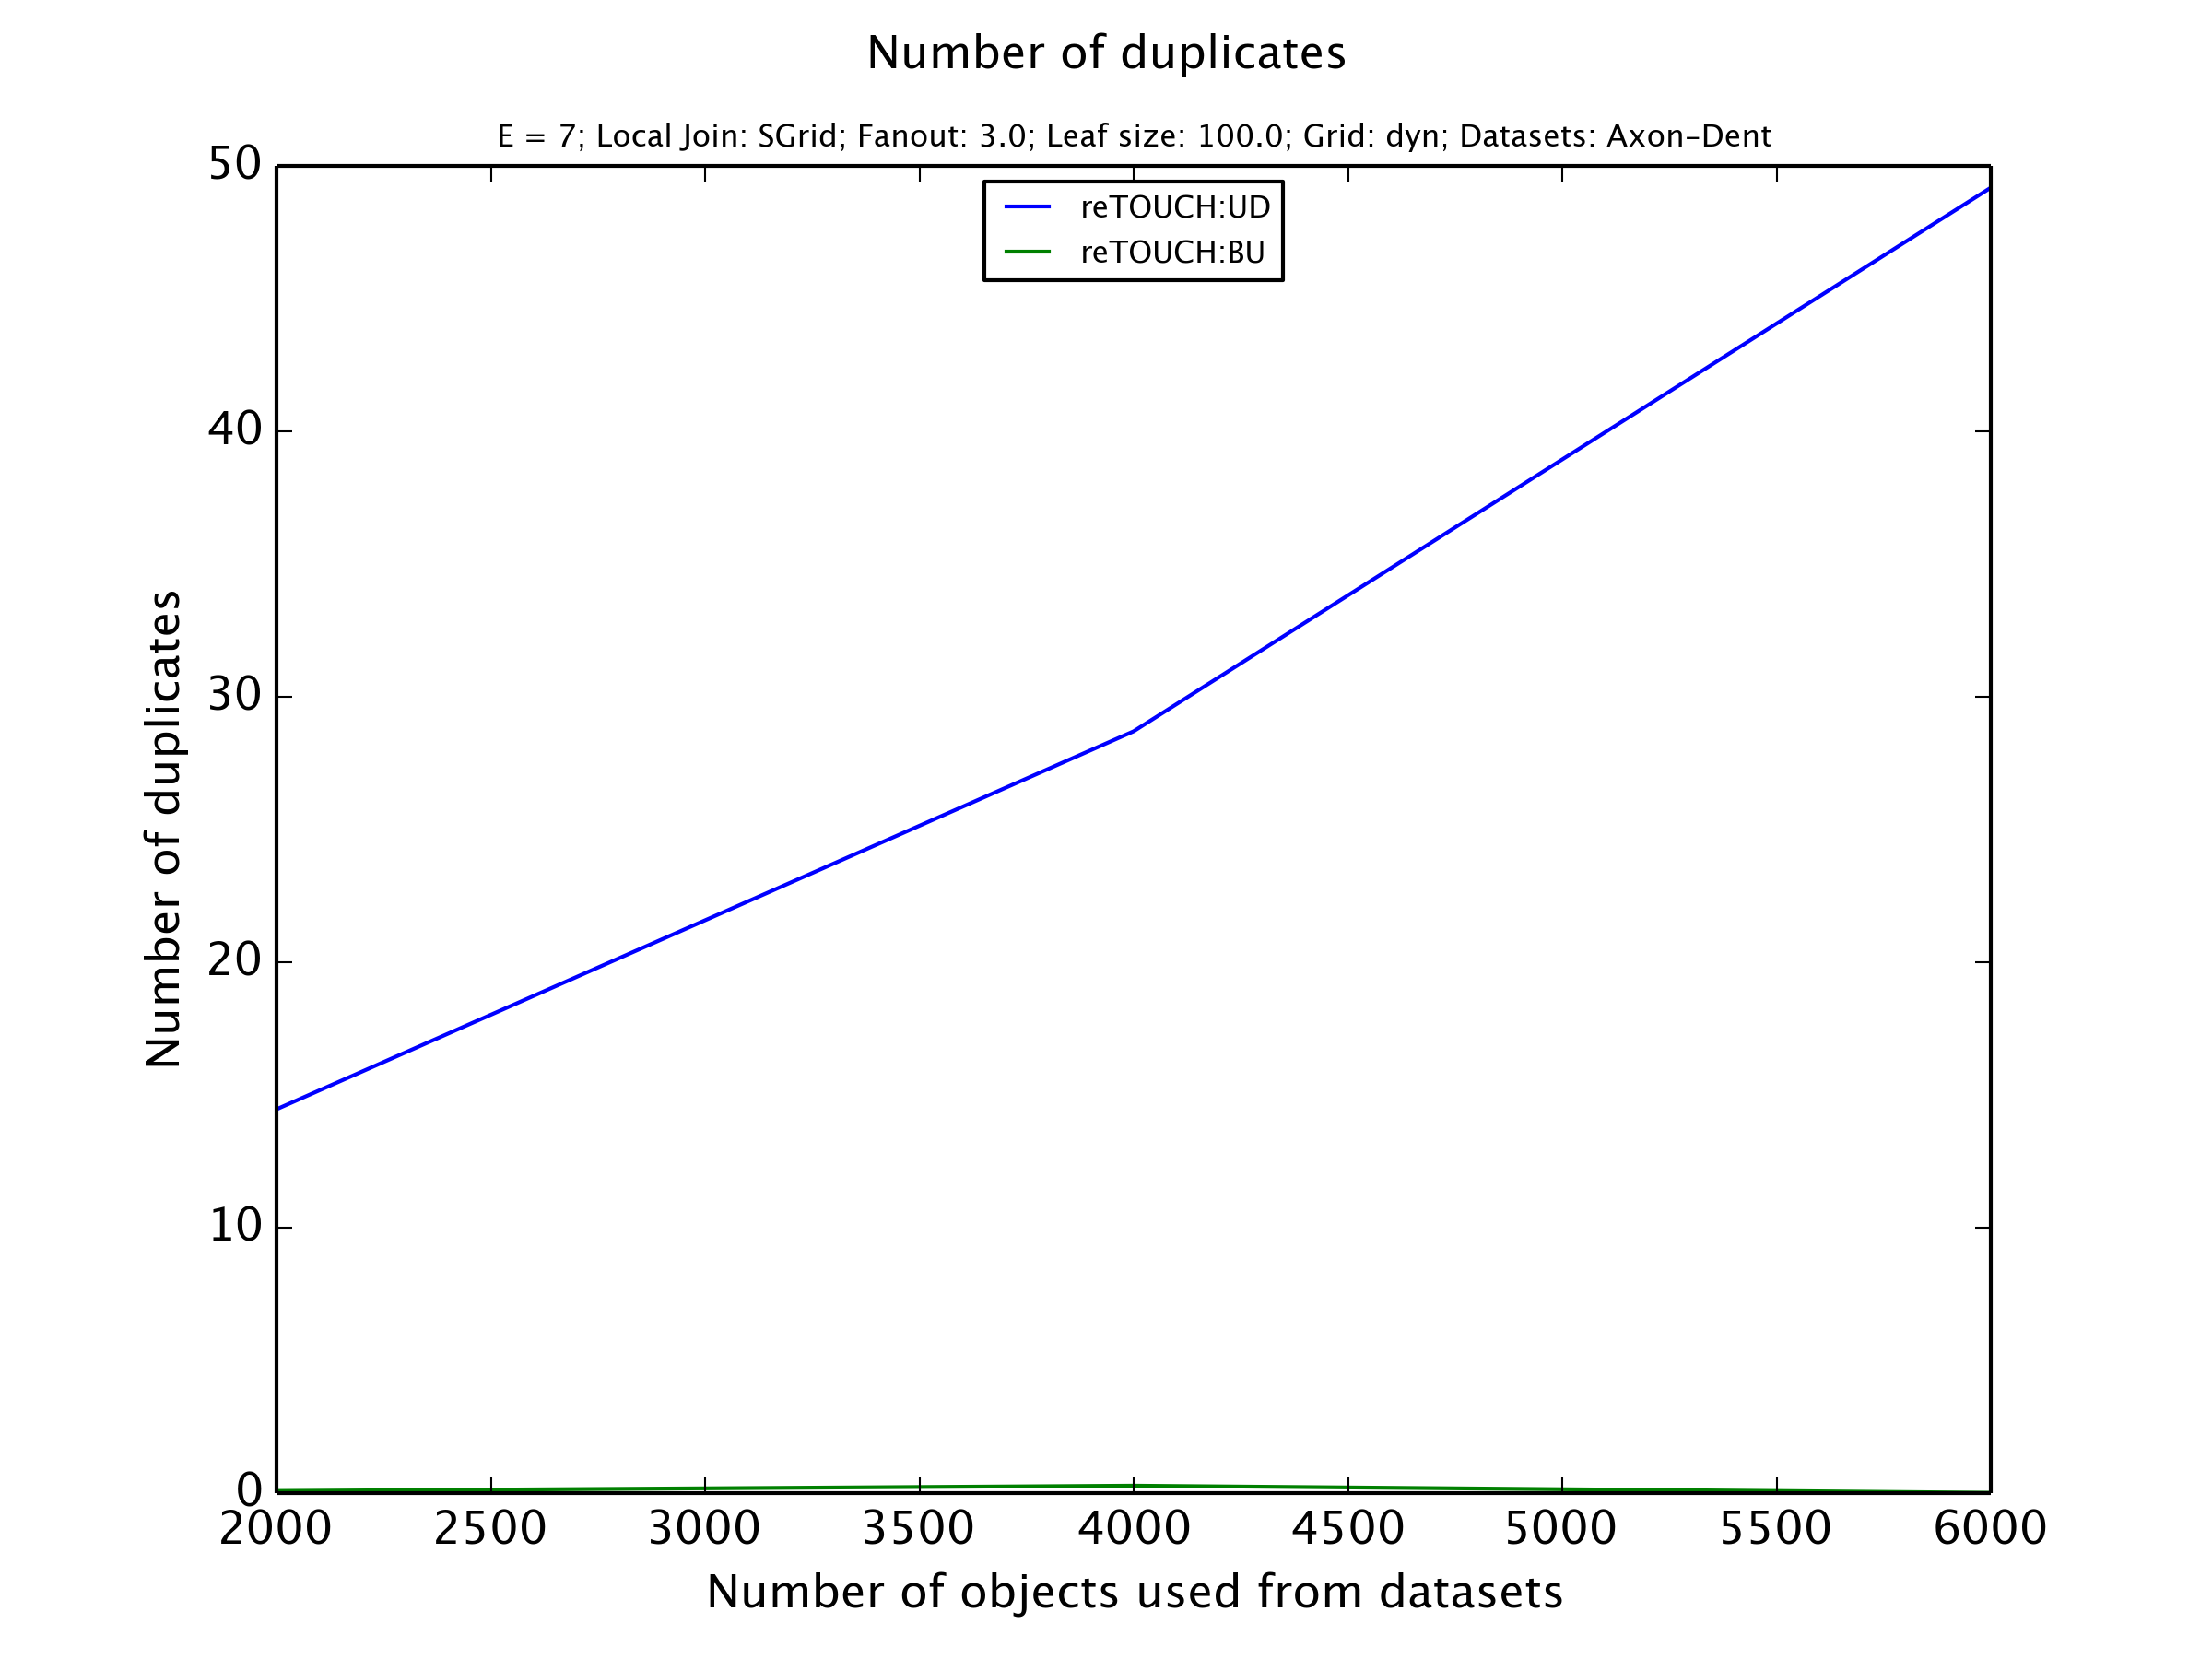 Number of duplicates
E = 7; Local Join: SGrid; Fanout: 3.0; Leaf size: 100.0; Grid: dyn; Datasets: Axon-Dent
reTOUCH:UD
reTOUCH:BU
Number of duplicates
50
40
30
20
10
0
2000 2500 3000 3500 4000 4500 5000 5500 6000
Number of objects used from datasets